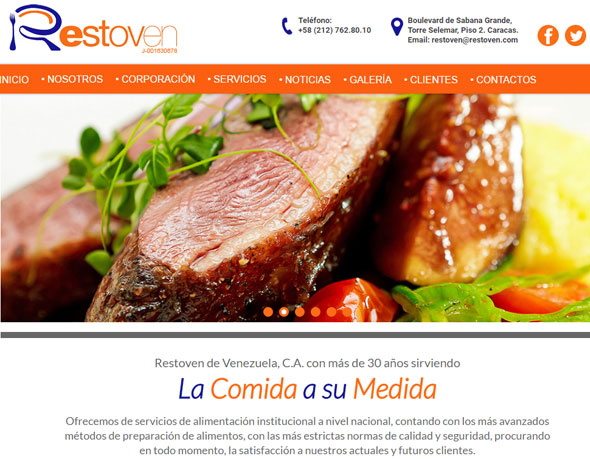 Restoven
J-001630876
Teléfono:
+58 (212) 762.80.10
Boulevard de Sabana Grande,
Torre Selemar, Piso 2. Caracas.
Email: restoven@restoven.com
INICIO • NOSOTROS • CORPORACIÓN • SERVICIOS • NOTICIAS • GALERÍA • CLIENTES • CONTACTOS
Restoven de Venezuela, C.A. con más de 30 años sirviendo
La Comida a su Medida
Ofrecemos de servicios de alimentación institucional a nivel nacional, contando con los más avanzados
métodos de preparación de alimentos, con las más estrictas normas de calidad y seguridad, procurando
en todo momento, la satisfacción a nuestros actuales y futuros clientes.